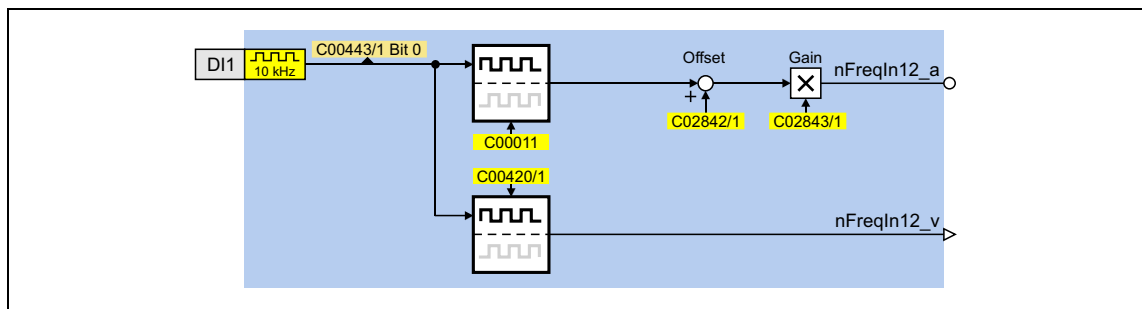 DI1
10 kHz
C00443/1 Bit 0
C00011
Offset
+
C02842/1
Gain
C02843/1
nFreqIn12_a
C00420/1
nFreqIn12_v